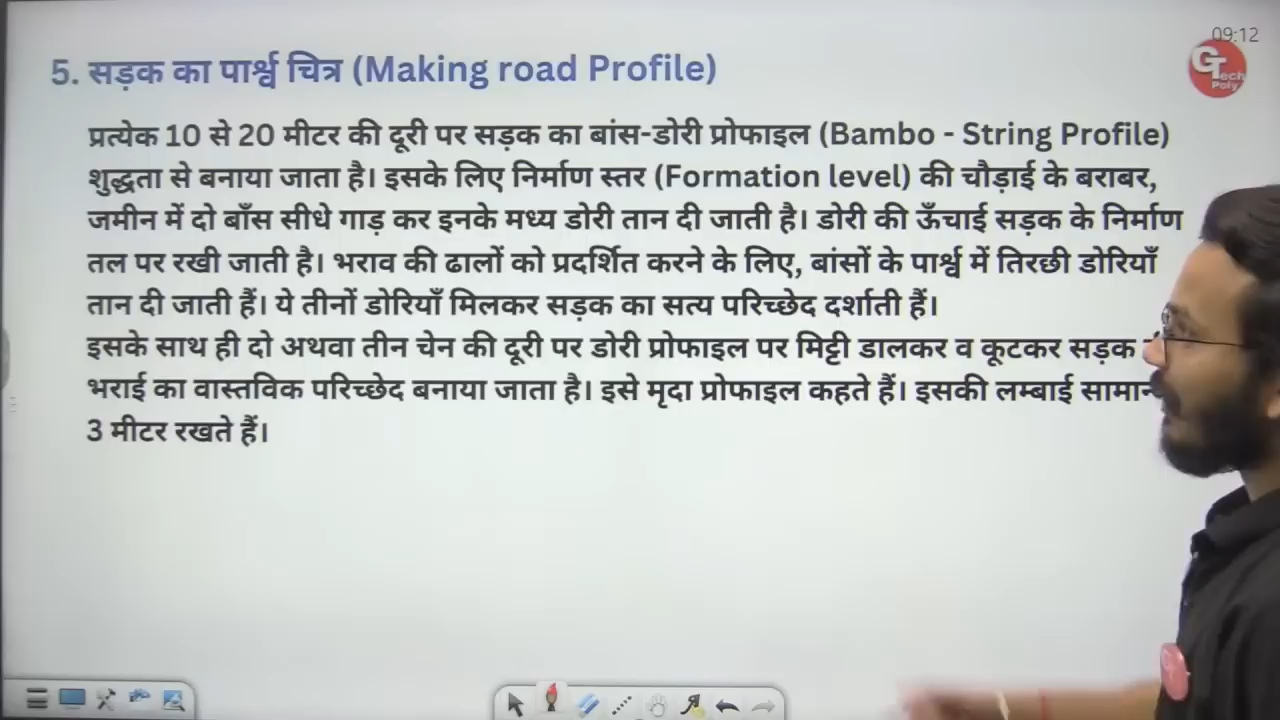 09:12
GTech Poly
5. सड़क का पार्श्व चित्र (Making road Profile)
प्रत्येक 10 से 20 मीटर की दूरी पर सड़क का बांस-डोरी प्रोफाइल (Bambo - String Profile)
शुद्धता से बनाया जाता है। इसके लिए निर्माण स्तर (Formation level) की चौड़ाई के बराबर,
जमीन में दो बाँस सीधे गाड़ कर इनके मध्य डोरी तान दी जाती है। डोरी की ऊँचाई सड़क के निर्माण
तल पर रखी जाती है। भराव की ढालों को प्रदर्शित करने के लिए, बांसों के पार्श्व में तिरछी डोरियाँ
तान दी जाती हैं। ये तीनों डोरियाँ मिलकर सड़क का सत्य परिच्छेद दर्शाती हैं।
इसके साथ ही दो अथवा तीन चेन की दूरी पर डोरी प्रोफाइल पर मिट्टी डालकर व कूटकर सड़क
भराई का वास्तविक परिच्छेद बनाया जाता है। इसे मृदा प्रोफाइल कहते हैं। इसकी लम्बाई
3 मीटर रखते हैं।